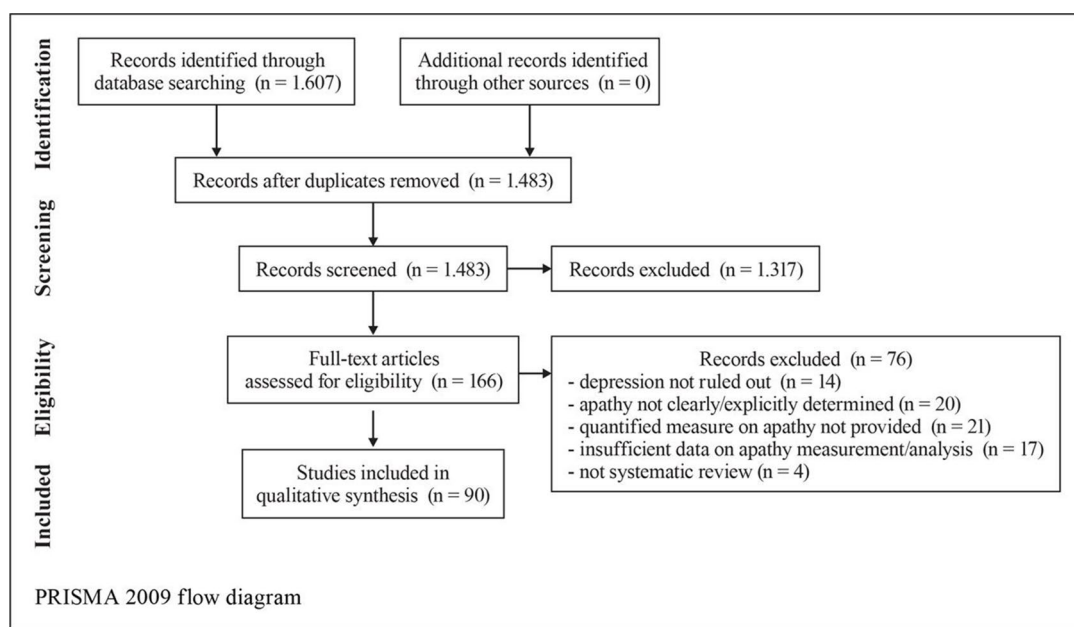 Identification
Records identified through
database searching (n = 1.607)
Additional records identified
through other sources (n = 0)
Records after duplicates removed (n = 1.483)
Screening
Records screened (n = 1.483)
Records excluded (n = 1.317)
Eligibility
Full-text articles
assessed for eligibility (n = 166)
Records excluded (n = 76)
- depression not ruled out (n = 14)
- apathy not clearly/explicitly determined (n = 20)
- quantified measure on apathy not provided (n = 21)
- insufficient data on apathy measurement/analysis (n = 17)
- not systematic review (n = 4)
Included
Studies included in
qualitative synthesis (n = 90)
PRISMA 2009 flow diagram